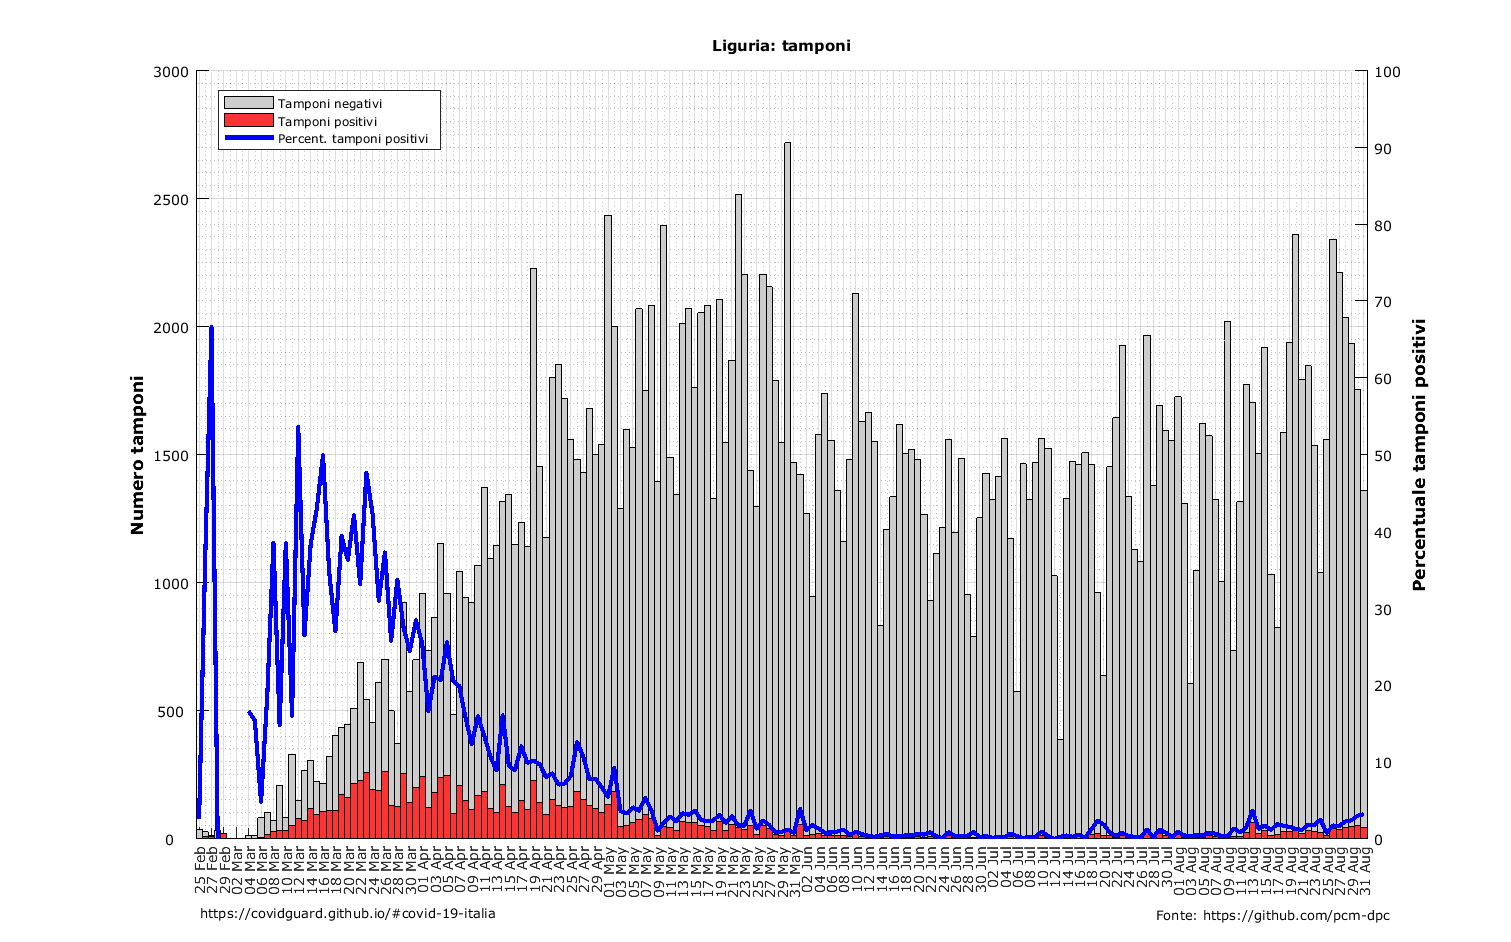 Liguria: tamponi
Tamponi negativi
Tamponi positivi
Percent. tamponi positivi
3000
2500
2000
1500
1000
500
0
Numero tamponi
100
90
80
70
60
50
40
30
20
10
0
Percentuale tamponi positivi
25 Feb
27 Feb
29 Feb
02 Mar
04 Mar
06 Mar
08 Mar
10 Mar
12 Mar
14 Mar
16 Mar
18 Mar
20 Mar
22 Mar
24 Mar
26 Mar
28 Mar
30 Mar
01 Apr
03 Apr
05 Apr
07 Apr
09 Apr
11 Apr
13 Apr
15 Apr
17 Apr
19 Apr
21 Apr
23 Apr
25 Apr
27 Apr
29 Apr
01 May
03 May
05 May
07 May
09 May
11 May
13 May
15 May
17 May
19 May
21 May
23 May
25 May
27 May
29 May
31 May
02 Jun
04 Jun
06 Jun
08 Jun
10 Jun
12 Jun
14 Jun
16 Jun
18 Jun
20 Jun
22 Jun
24 Jun
26 Jun
28 Jun
30 Jun
02 Jul
04 Jul
06 Jul
08 Jul
10 Jul
12 Jul
14 Jul
16 Jul
18 Jul
20 Jul
22 Jul
24 Jul
26 Jul
28 Jul
30 Jul
01 Aug
03 Aug
05 Aug
07 Aug
09 Aug
11 Aug
13 Aug
15 Aug
17 Aug
19 Aug
21 Aug
23 Aug
25 Aug
27 Aug
29 Aug
31 Aug
https://covidguard.github.io/#covid-19-italia
Fonte: https://github.com/pcm-dpc